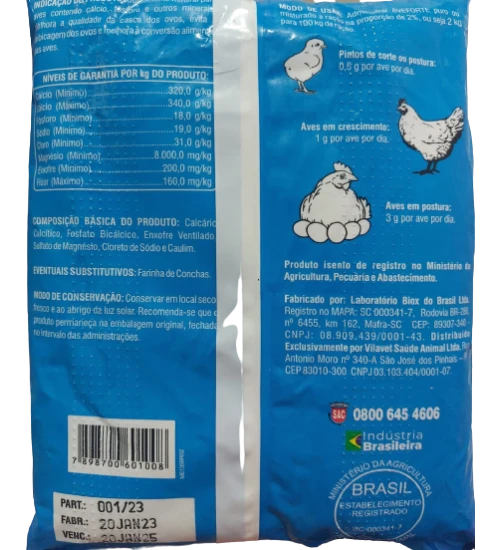 INDICAÇÃO
aves contendo cálcio, fósforo e outros minerais
melhora a qualidade da casca dos ovos, evita
bicagem dos ovos e melhora a conversão alimentar
das aves.
NÍVEIS DE GARANTIA POR kg DO PRODUTO:
Cálcio (Mínimo) 320,0 g/kg
Cálcio (Máximo) 340,0 g/kg
Fósforo (Mínimo) 18,0 g/kg
Sódio (Mínimo) 19,0 g/kg
Cloro (Mínimo) 31,0 g/kg
Magnésio (Mínimo) 8.000,0 mg/kg
Enxofre (Mínimo) 200,0 mg/kg
Flúor (Máximo) 160,0 mg/kg
COMPOSIÇÃO BÁSICA DO PRODUTO: Calcário
Calcítico, Fosfato Bicálcico, Enxofre Ventilado
Sulfato de Magnésio, Cloreto de Sódio e Caulim.
EVENTUAIS SUBSTITUTIVOS: Farinha de Conchas.
MODO DE CONSERVAÇÃO: Conservar em local seco
fresco e ao abrigo da luz solar. Recomenda-se que o
produto permaneça na embalagem original, fechada
no intervalo das administrações.
7 898700 601008
PART.: 001/23
FABR.: 20JAN23
VENC.: 20JAN25
MODO DE USAR
misturado à ração na proporção de 2%, ou seja 2 kg
para 100 kg de ração.
Pintos de corte ou postura:
0,5 g por ave por dia.
Aves em crescimento:
1 g por ave por dia.
Aves em postura:
3 g por ave por dia.
Produto isento de registro no Ministério da
Agricultura, Pecuária e Abastecimento.
Fabricado por: Laboratório Biox do Brasil Ltda.
Registro no MAPA: SC 000341-7, Rodovia BR-280
nº 6455, km 162, Mafra-SC CEP: 89307-340
CNPJ: 08.909.439/0001-43. Distribuído
Exclusivamente por Vilavet Saúde Animal Ltda.
Antonio Moro nº 340-A São José dos Pinhais
CEP 83010-300 CNPJ 03.103.404/0001-07.
SAC 0800 645 4606
Indústria
Brasileira
MINISTÉRIO DA AGRICULTURA
BRASIL
ESTABELECIMENTO
REGISTRADO
SC-000341-7